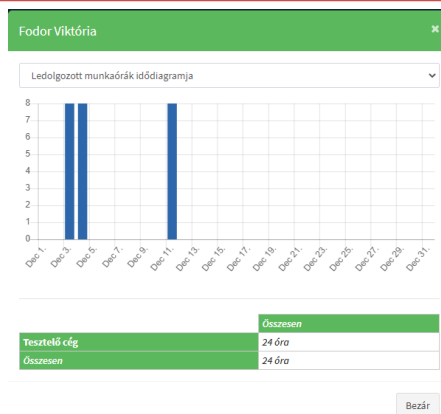 Fodor Viktória ×
Ledolgozott munkaórák idődiagramja
8
7
6
5
4
3
2
1
0
Dec 1. Dec 3. Dec 5. Dec 7. Dec 9. Dec 11. Dec 13. Dec 15. Dec 17. Dec 19. Dec 21. Dec 23. Dec 25. Dec 27. Dec 29. Dec 31.
Összesen
Tesztelő cég 24 óra
Összesen 24 óra
Bezár